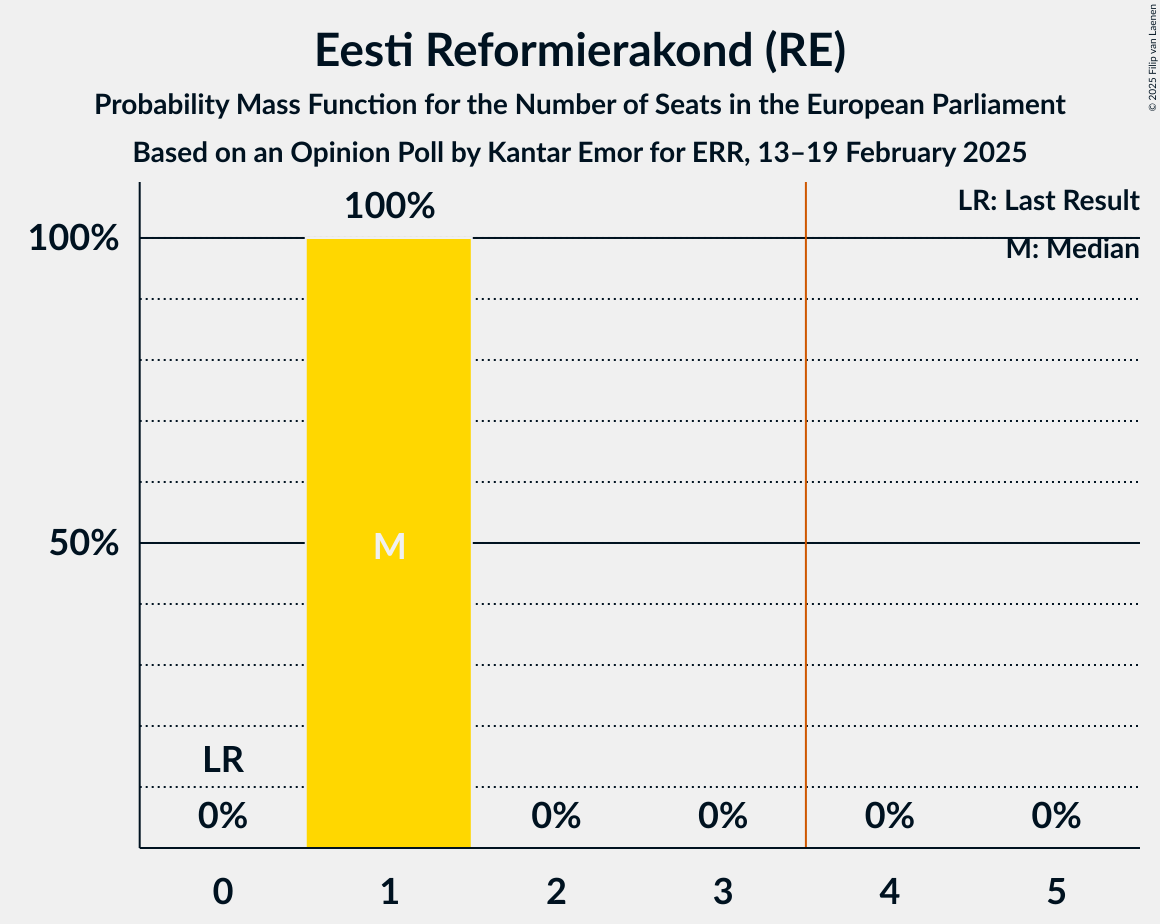 Eesti Reformierakond (RE)
Probability Mass Function for the Number of Seats in the European Parliament
Based on an Opinion Poll by Kantar Emor for ERR, 13–19 February 2025
© 2025 Filip van Laenen
LR: Last Result
M: Median
100%
100%
50%
M
LR
0%
0%
0%
0%
0%
0
1
2
3
4
5